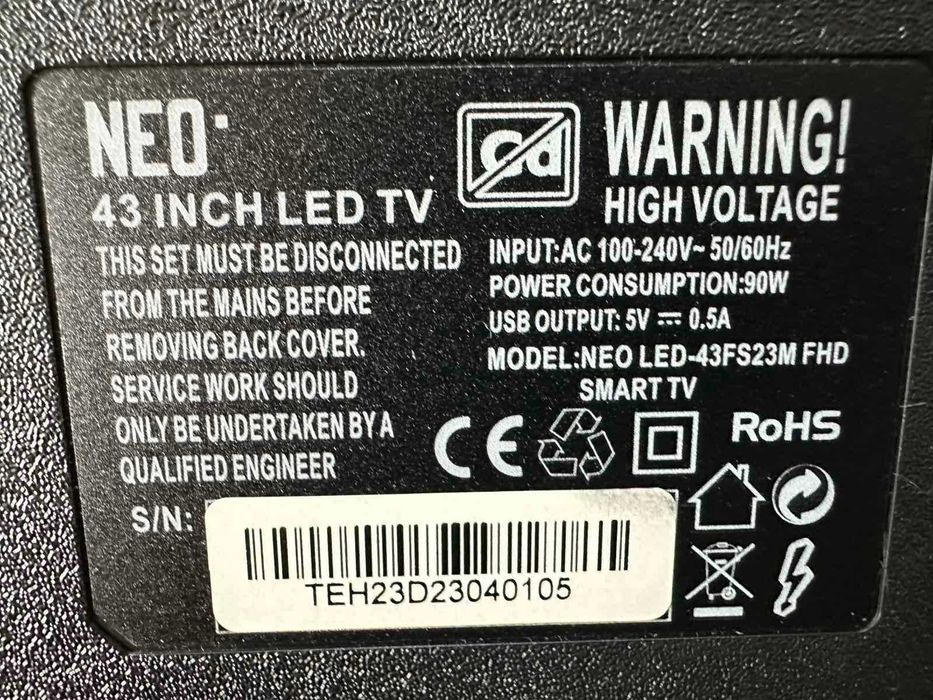 NEO
43 INCH LED TV
THIS SET MUST BE DISCONNECTED
FROM THE MAINS BEFORE
REMOVING BACK COVER.
SERVICE WORK SHOULD
ONLY BE UNDERTAKEN BY A
QUALIFIED ENGINEER
Cd
WARNING!
HIGH VOLTAGE
INPUT:AC 100-240V~ 50/60Hz
POWER CONSUMPTION:90W
USB OUTPUT: 5V ⎓ 0.5A
MODEL:NEO LED-43FS23M FHD
SMART TV
CE
RoHS
S/N:
TEH23D23040105